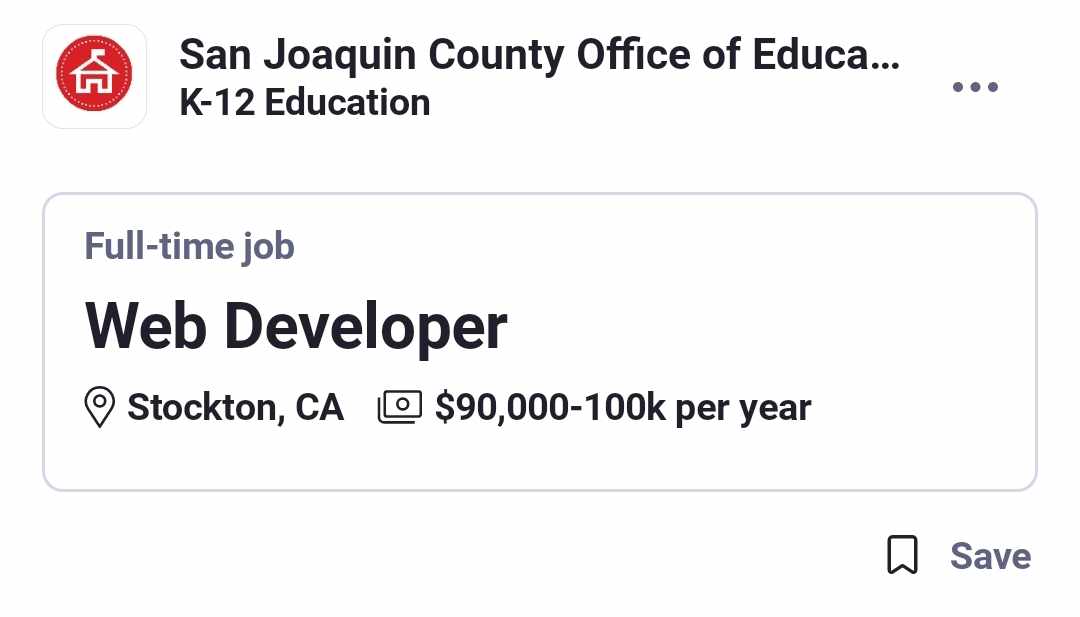 San Joaquin County Office of Educa...
K-12 Education
Full-time job
Web Developer
Stockton, CA $90,000-100k per year
Save